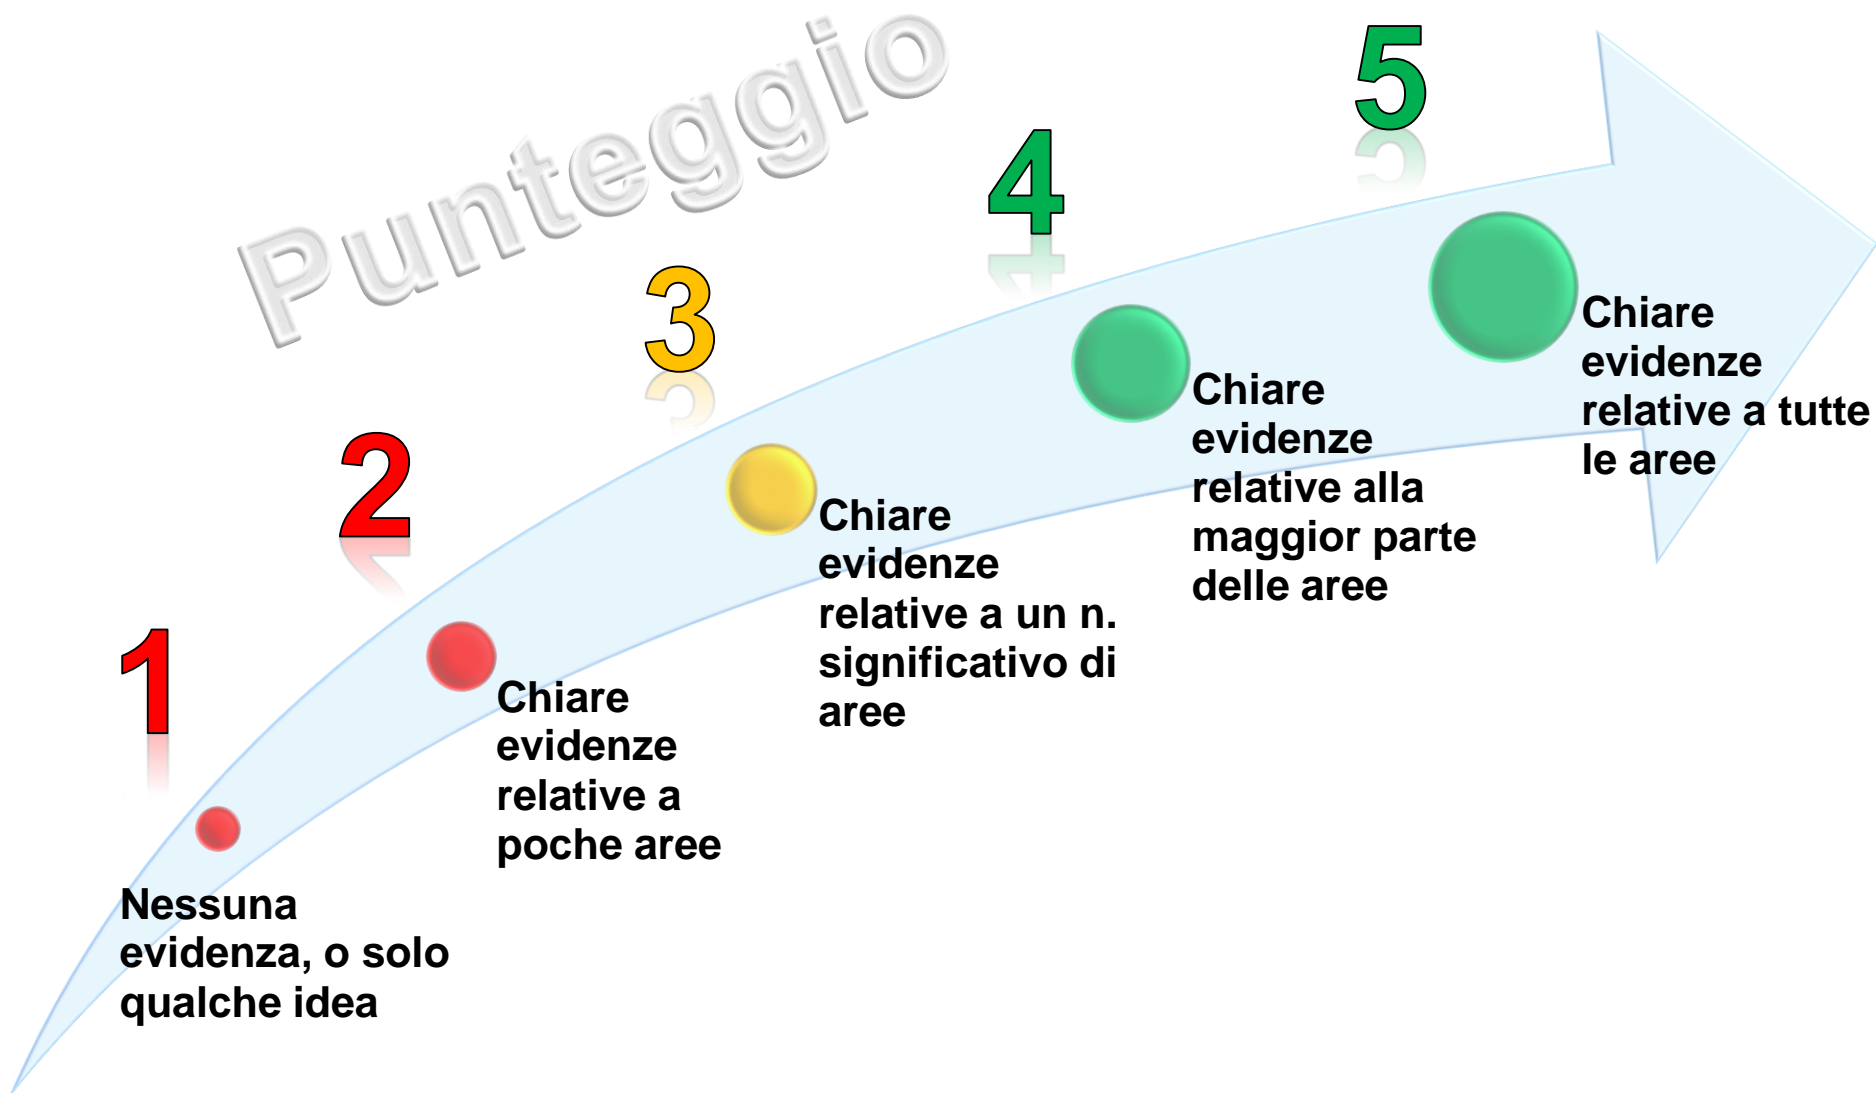 Punteggio
1
Nessuna
evidenza, o solo
qualche idea
2
Chiare
evidenze
relative a
poche aree
3
Chiare
evidenze
relative a un n.
significativo di
aree
4
Chiare
evidenze
relative alla
maggior parte
delle aree
5
Chiare
evidenze
relative a tutte
le aree